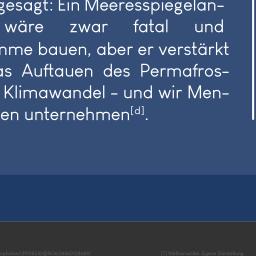 gesagt: Ein Meeresspiegelan-
wäre zwar fatal und
nme bauen, aber er verstärkt
as Auftauen des Permafros-
Klimawandel – und wir Men-
en unternehmen[d].